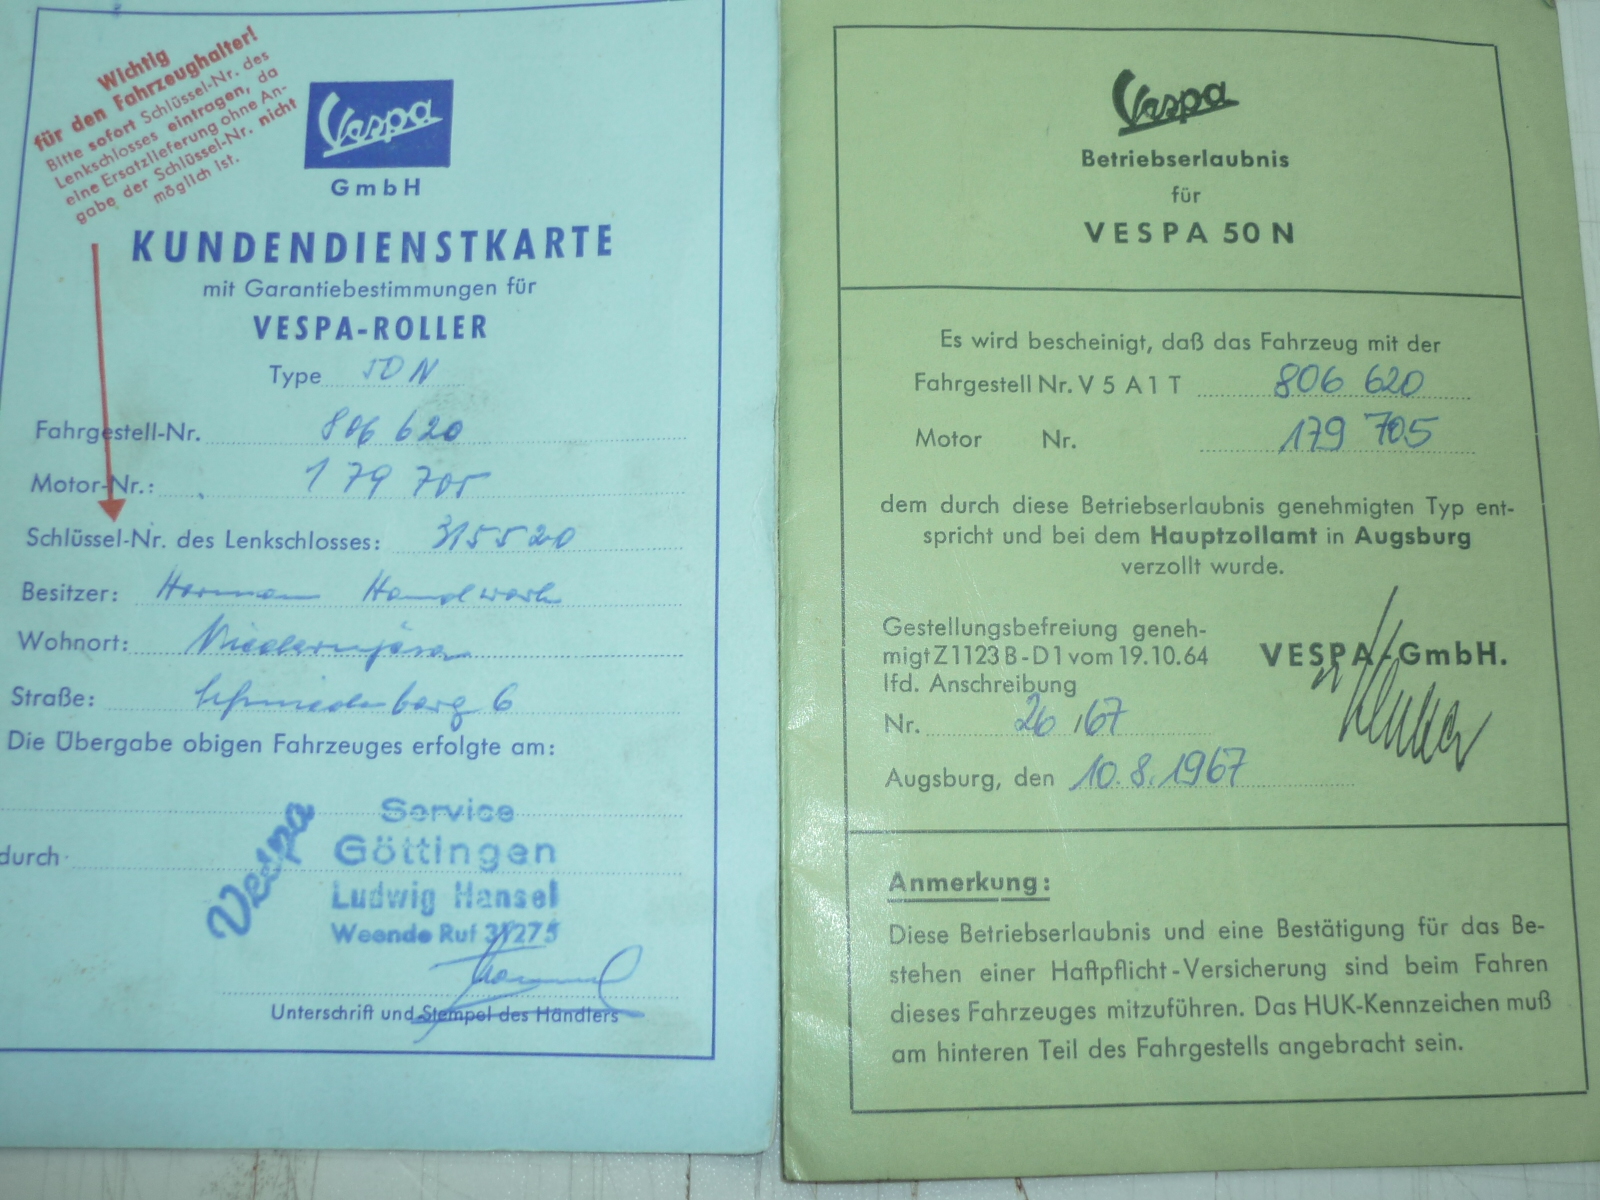 Wichtig
für den Fahrzeughalter!
Bitte sofort Schlüssel-Nr. des
Lenkschlosses eintragen, da
eine Ersatzlieferung ohne An-
gabe der Schlüssel-Nr. nicht
möglich ist.
Vespa
GmbH
KUNDENDIENSTKARTE
mit Garantiebestimmungen für
VESPA-ROLLER
Type 50 N
Fahrgestell-Nr. 806 620
Motor-Nr.: 179 705
Schlüssel-Nr. des Lenkschlosses: 315520
Besitzer: Hermann
Wohnort:
Straße: Schmiedeberg 6
Die Übergabe obigen Fahrzeuges erfolgte am:
durch
Vespa
Service
Göttingen
Ludwig Hansel
Weende Ruf 31275
Unterschrift und Stempel des Händlers
Vespa
Betriebserlaubnis
für
VESPA 50 N
Es wird bescheinigt, daß das Fahrzeug mit der
Fahrgestell Nr. V 5 A 1 T 806 620
Motor Nr. 179 705
dem durch diese Betriebserlaubnis genehmigten Typ ent-
spricht und bei dem Hauptzollamt in Augsburg
verzollt wurde.
Gestellungsbefreiung geneh-
migt Z 1123 B - D 1 vom 19.10.64
lfd. Anschreibung
Nr. 26/67
VESPA-GmbH.
Augsburg, den 10.8.1967
Anmerkung:
Diese Betriebserlaubnis und eine Bestätigung für das Be-
stehen einer Haftpflicht-Versicherung sind beim Fahren
dieses Fahrzeuges mitzuführen. Das HUK-Kennzeichen muß
am hinteren Teil des Fahrgestells angebracht sein.